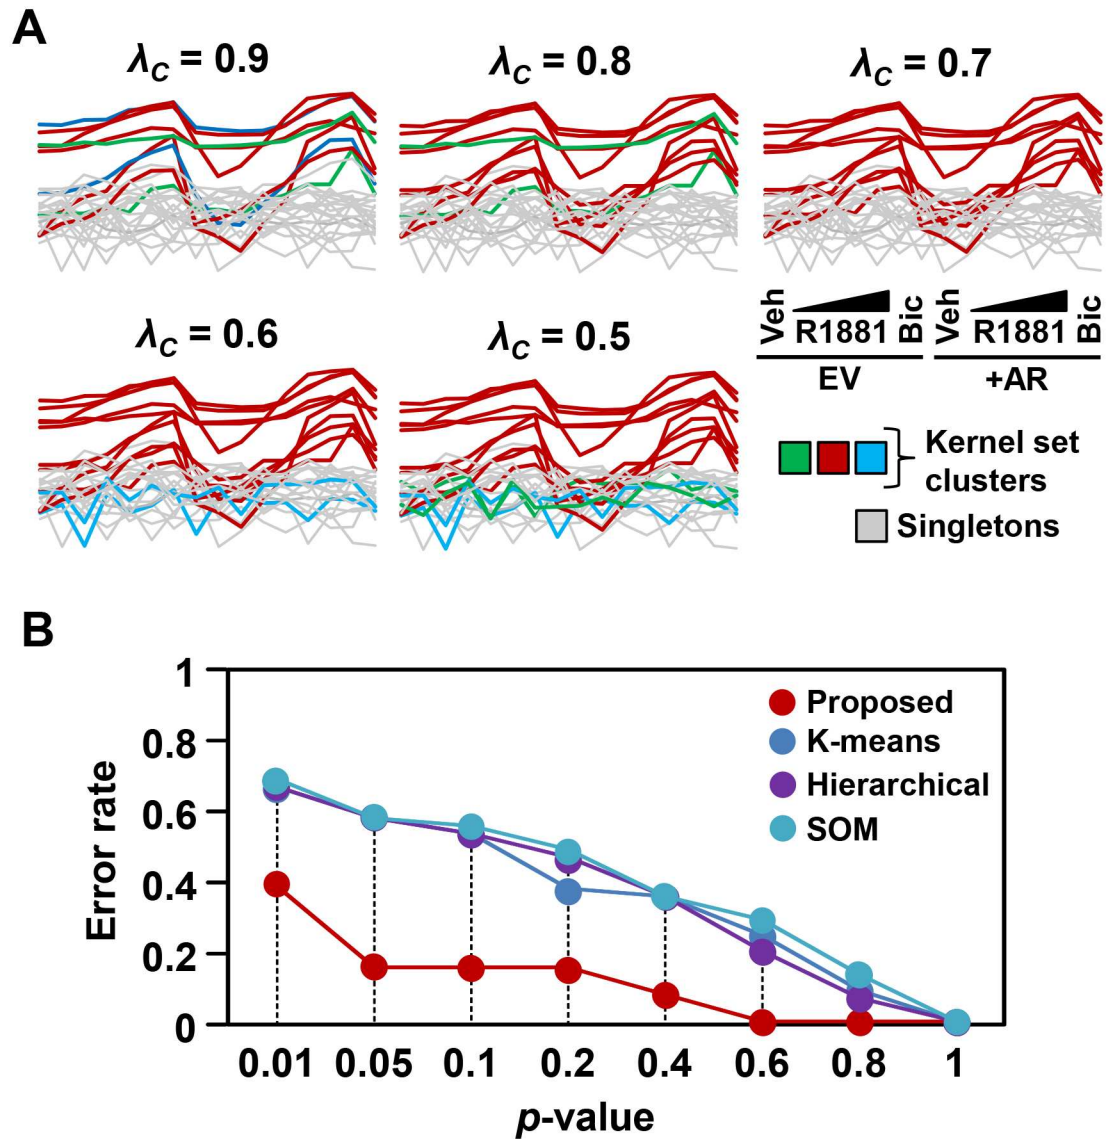 A
λC = 0.9
λC = 0.8
λC = 0.7
λC = 0.6
λC = 0.5
Veh
R1881
Bic
Veh
R1881
Bic
EV
+AR
Kernel set
clusters
Singletons
B
1
0.8
0.6
0.4
0.2
0
Error rate
Proposed
K-means
Hierarchical
SOM
0.01 0.05 0.1 0.2 0.4 0.6 0.8 1
p-value